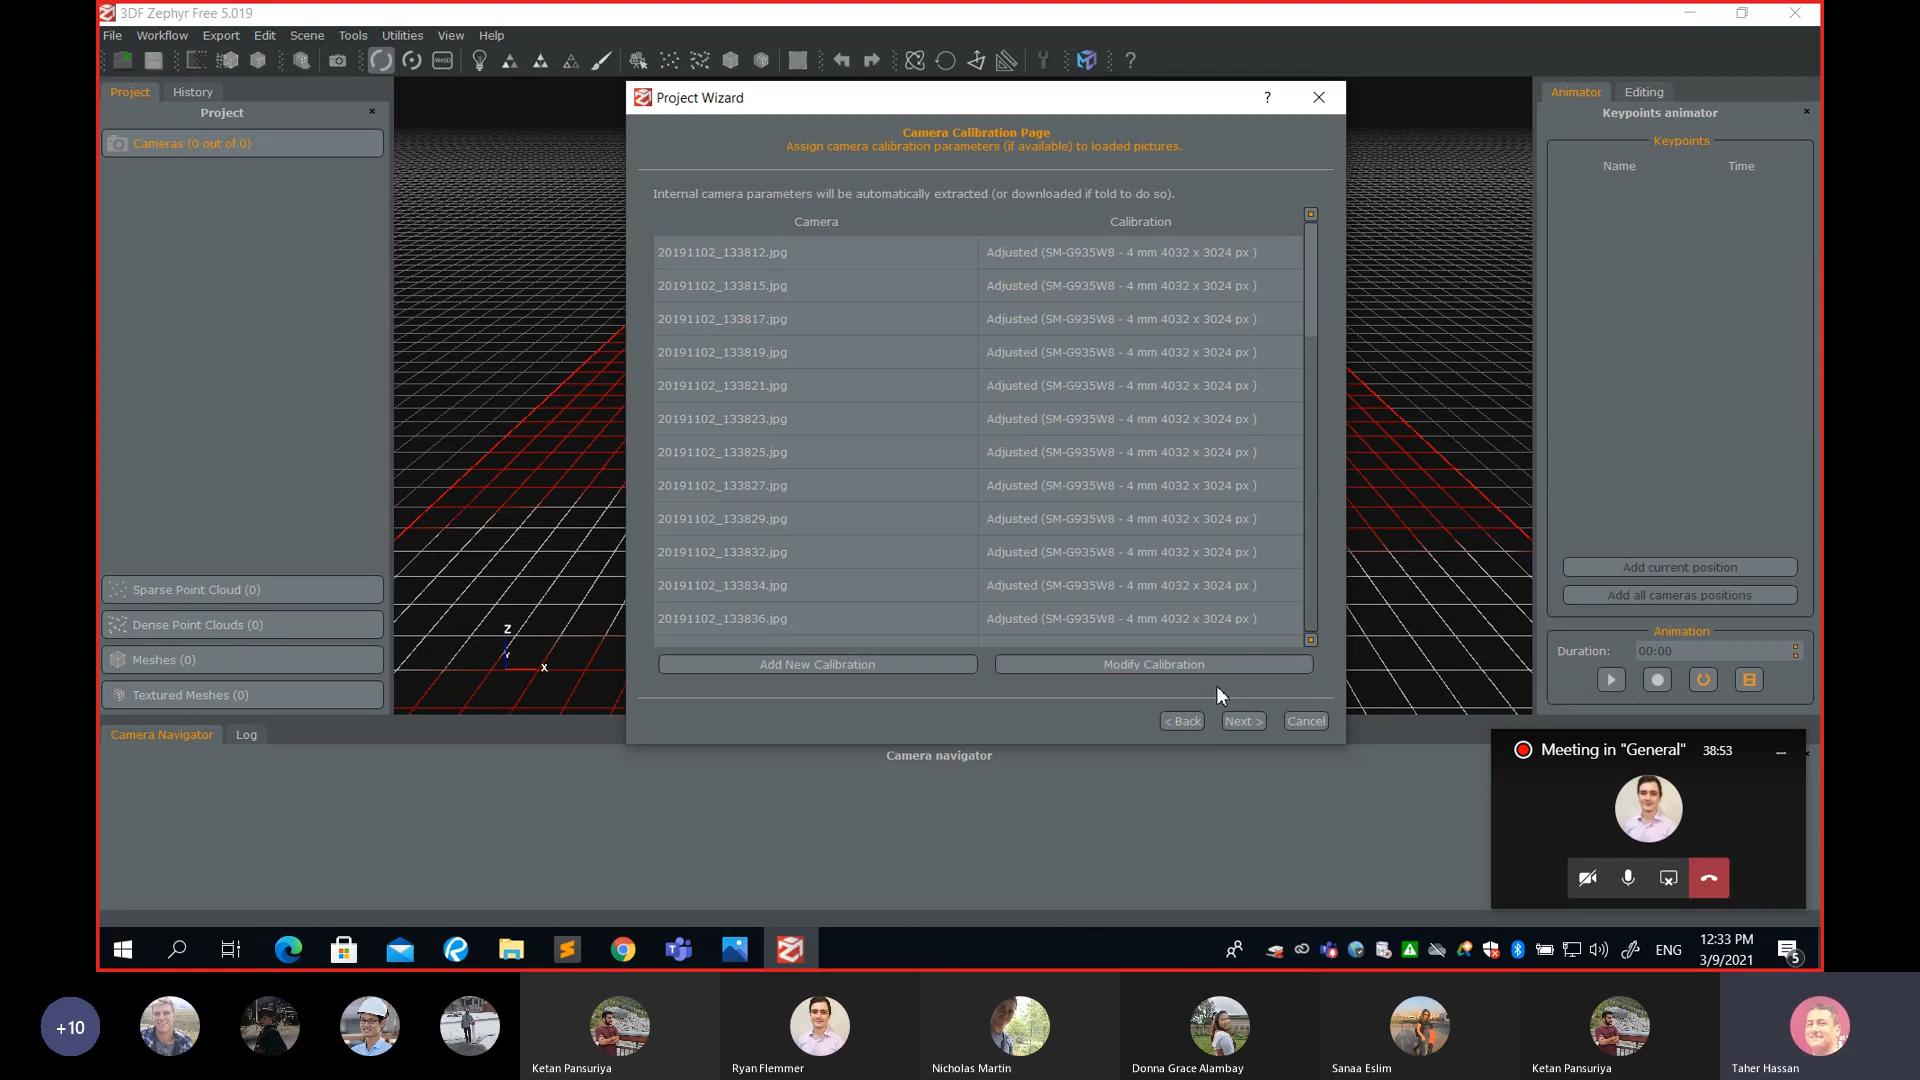 3DF Zephyr Free 5.019
File Workflow Export Edit Scene Tools Utilities View Help
WASD
Project History
Project
Cameras (0 out of 0)
Sparse Point Cloud (0)
Dense Point Clouds (0)
Meshes (0)
Textured Meshes (0)
Z
Y
X
Project Wizard
Camera Calibration Page
Assign camera calibration parameters (if available) to loaded pictures.
Internal camera parameters will be automatically extracted (or downloaded if told to do so).
Camera Calibration
20191102_133812.jpg Adjusted (SM-G935W8 - 4 mm 4032 x 3024 px )
20191102_133815.jpg Adjusted (SM-G935W8 - 4 mm 4032 x 3024 px )
20191102_133817.jpg Adjusted (SM-G935W8 - 4 mm 4032 x 3024 px )
20191102_133819.jpg Adjusted (SM-G935W8 - 4 mm 4032 x 3024 px )
20191102_133821.jpg Adjusted (SM-G935W8 - 4 mm 4032 x 3024 px )
20191102_133823.jpg Adjusted (SM-G935W8 - 4 mm 4032 x 3024 px )
20191102_133825.jpg Adjusted (SM-G935W8 - 4 mm 4032 x 3024 px )
20191102_133827.jpg Adjusted (SM-G935W8 - 4 mm 4032 x 3024 px )
20191102_133829.jpg Adjusted (SM-G935W8 - 4 mm 4032 x 3024 px )
20191102_133832.jpg Adjusted (SM-G935W8 - 4 mm 4032 x 3024 px )
20191102_133834.jpg Adjusted (SM-G935W8 - 4 mm 4032 x 3024 px )
20191102_133836.jpg Adjusted (SM-G935W8 - 4 mm 4032 x 3024 px )
Add New Calibration Modify Calibration
< Back Next > Cancel
Animator Editing
Keypoints animator
Keypoints
Name Time
Add current position
Add all cameras positions
Animation
Duration: 00:00
Camera Navigator Log
Camera navigator
Meeting in "General" 38:53
ENG
12:33 PM
3/9/2021
5
+10
Ketan Pansuriya
Ryan Flemmer
Nicholas Martin
Donna Grace Alambay
Sanaa Eslim
Ketan Pansuriya
Taher Hassan